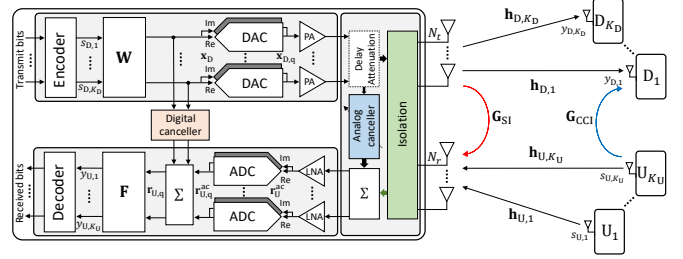 Transmit bits
Encoder
s_{D,1}
s_{D,K_D}
W
Im
Re
x_D
DAC
DAC
x_{D,q}
PA
PA
Delay
Attenuation
Analog
canceller
Isolation
N_t
N_r
Digital
canceller
Received bits
Decoder
y_{U,1}
y_{U,K_U}
F
r_{U,q}
Σ
r^{ac}_{U,q}
ADC
ADC
r^{ac}_U
Im
Re
LNA
LNA
Σ
h_{D,K_D}
y_{D,K_D}
D_{K_D}
h_{D,1}
y_{D,1}
D_1
G_{SI}
G_{CCI}
h_{U,K_U}
s_{U,K_U}
U_{K_U}
h_{U,1}
s_{U,1}
U_1